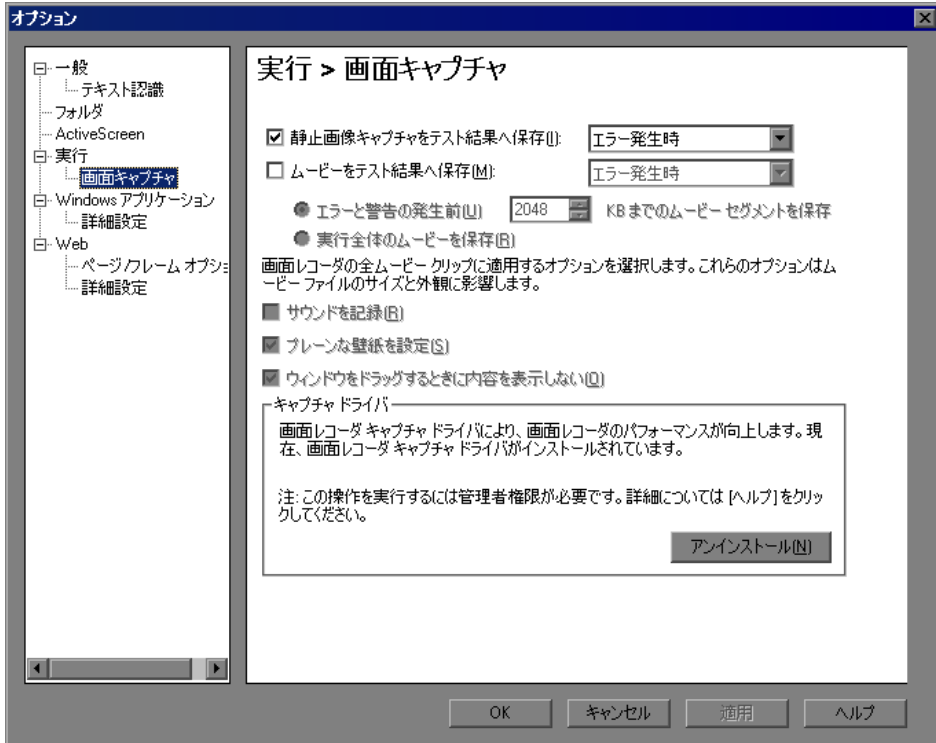 オプション
一般
テキスト認識
フォルダ
ActiveScreen
実行
画面キャプチャ
Windows アプリケーション
詳細設定
Web
ページ/フレーム オプショ
詳細設定
実行 > 画面キャプチャ
静止画像キャプチャをテスト結果へ保存(I): エラー発生時
ムービーをテスト結果へ保存(M): エラー発生時
エラーと警告の発生前(U) 2048 KB までのムービー セグメントを保存
実行全体のムービーを保存(R)
画面レコーダの全ムービー クリップに適用するオプションを選択します。これらのオプションはム
ービー ファイルのサイズと外観に影響します。
サウンドを記録(R)
プレーンな壁紙を設定(S)
ウィンドウをドラッグするときに内容を表示しない(O)
キャプチャ ドライバ
画面レコーダ キャプチャ ドライバにより、画面レコーダのパフォーマンスが向上します。現
在、画面レコーダ キャプチャ ドライバがインストールされています。
注: この操作を実行するには管理者権限が必要です。詳細については [ヘルプ] をクリッ
クしてください。
アンインストール(N)
OK キャンセル 適用 ヘルプ